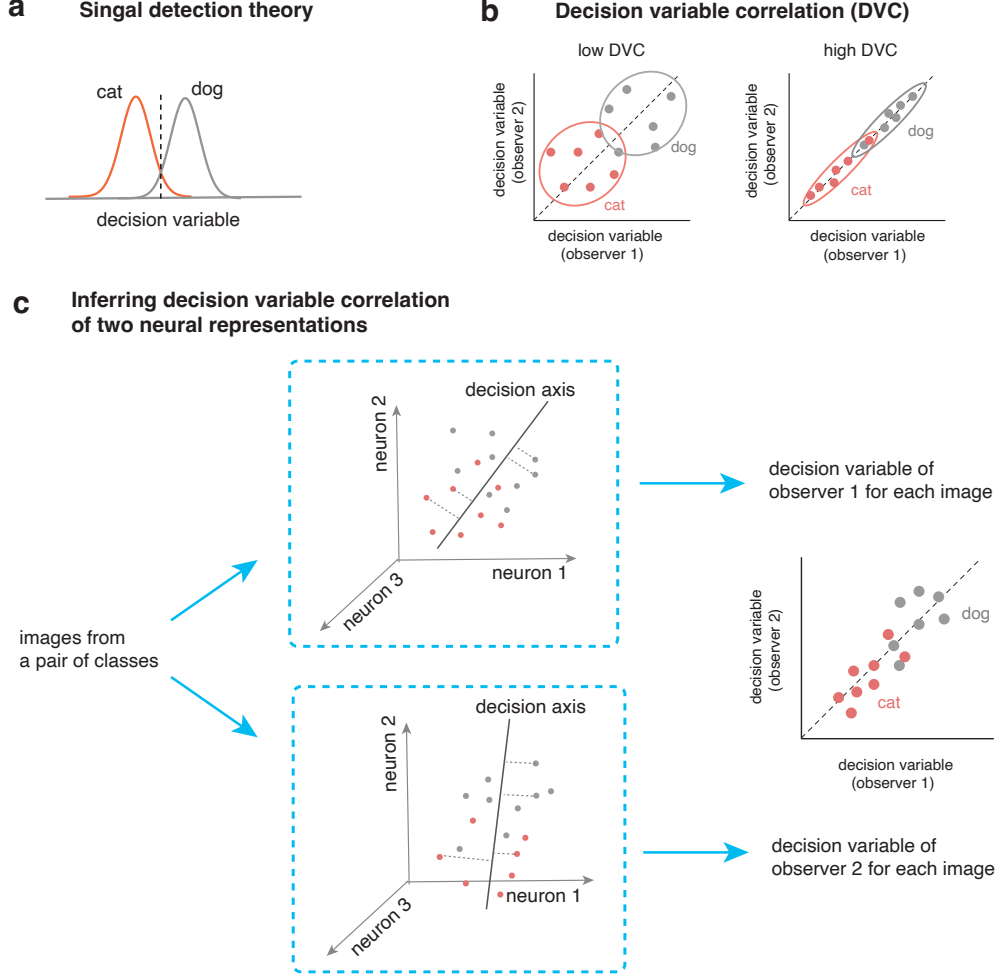 a
Singal detection theory
cat
dog
decision variable
b
Decision variable correlation (DVC)
low DVC
decision variable
(observer 2)
dog
cat
decision variable
(observer 1)
high DVC
decision variable
(observer 2)
dog
cat
decision variable
(observer 1)
c
Inferring decision variable correlation
of two neural representations
images from
a pair of classes
decision axis
neuron 2
neuron 1
neuron 3
decision variable of
observer 1 for each image
decision variable
(observer 2)
dog
cat
decision variable
(observer 1)
decision axis
neuron 2
neuron 1
neuron 3
decision variable of
observer 2 for each image